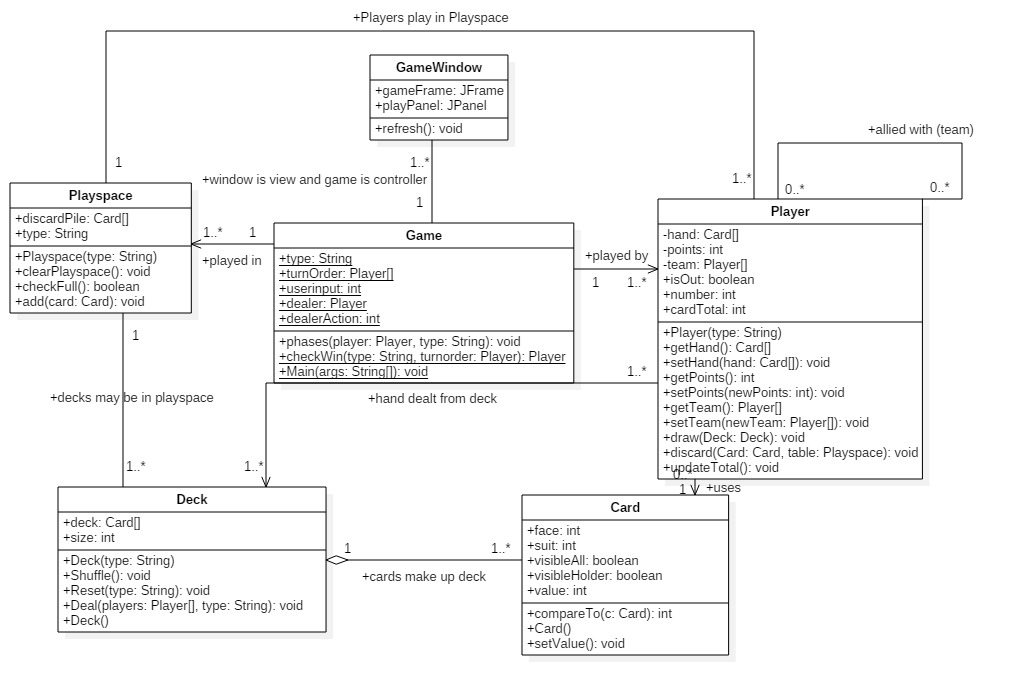 +Players play in Playspace
GameWindow
+gameFrame: JFrame
+playPanel: JPanel
+refresh(): void
+allied with (team)
1
1..*
+window is view and game is controller
1
1..*
0..*
0..*
Playspace
+discardPile: Card[]
+type: String
+Playspace(type: String)
+clearPlayspace(): void
+checkFull(): boolean
+add(card: Card): void
1..*
1
+played in
Game
+type: String
+turnOrder: Player[]
+userinput: int
+dealer: Player
+dealerAction: int
+phases(player: Player, type: String): void
+checkWin(type: String, turnorder: Player): Player
+Main(args: String[]): void
+played by
1
1..*
Player
-hand: Card[]
-points: int
-team: Player[]
+isOut: boolean
+number: int
+cardTotal: int
+Player(type: String)
+getHand(): Card[]
+setHand(hand: Card[]): void
+getPoints(): int
+setPoints(newPoints: int): void
+getTeam(): Player[]
+setTeam(newTeam: Player[]): void
+draw(Deck: Deck): void
+discard(Card: Card, table: Playspace): void
+updateTotal(): void
1
+decks may be in playspace
1..*
1..*
+hand dealt from deck
1..*
0..*
1
+uses
Deck
+deck: Card[]
+size: int
+Deck(type: String)
+Shuffle(): void
+Reset(type: String): void
+Deal(players: Player[], type: String): void
+Deck()
1
1..*
+cards make up deck
Card
+face: int
+suit: int
+visibleAll: boolean
+visibleHolder: boolean
+value: int
+compareTo(c: Card): int
+Card()
+setValue(): void